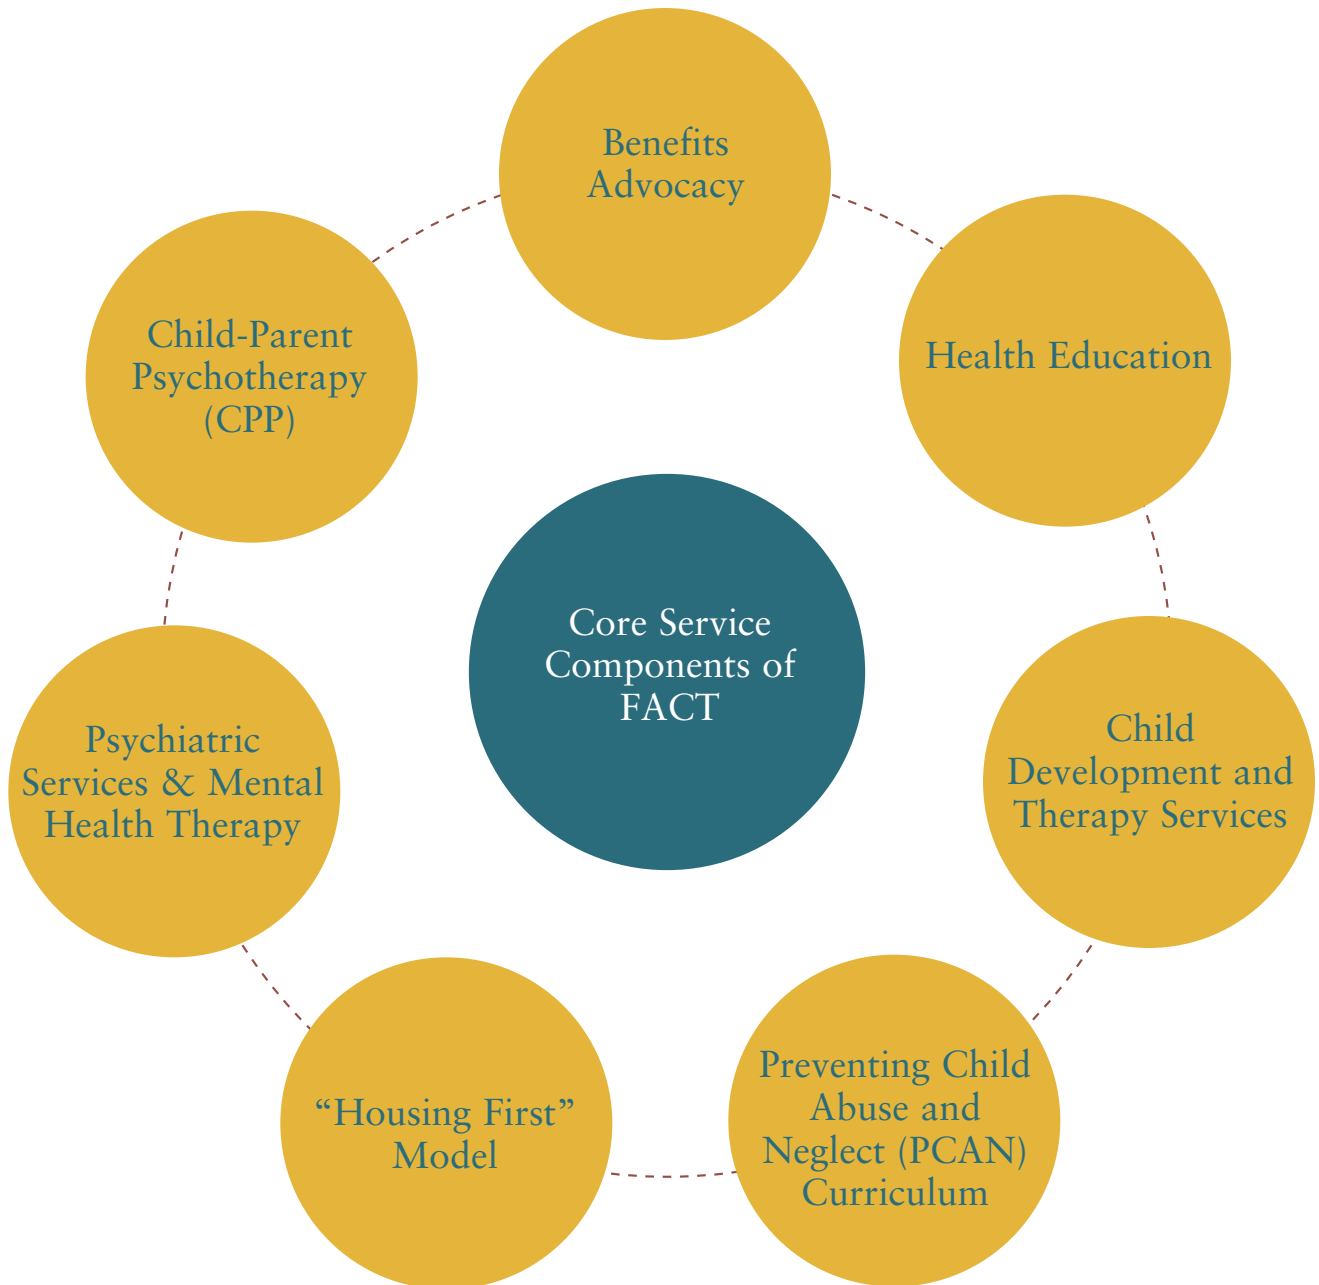 Benefits
Advocacy
Health Education
Child
Development and
Therapy Services
Preventing Child
Abuse and
Neglect (PCAN)
Curriculum
“Housing First”
Model
Psychiatric
Services & Mental
Health Therapy
Child-Parent
Psychotherapy
(CPP)
Core Service
Components of
FACT